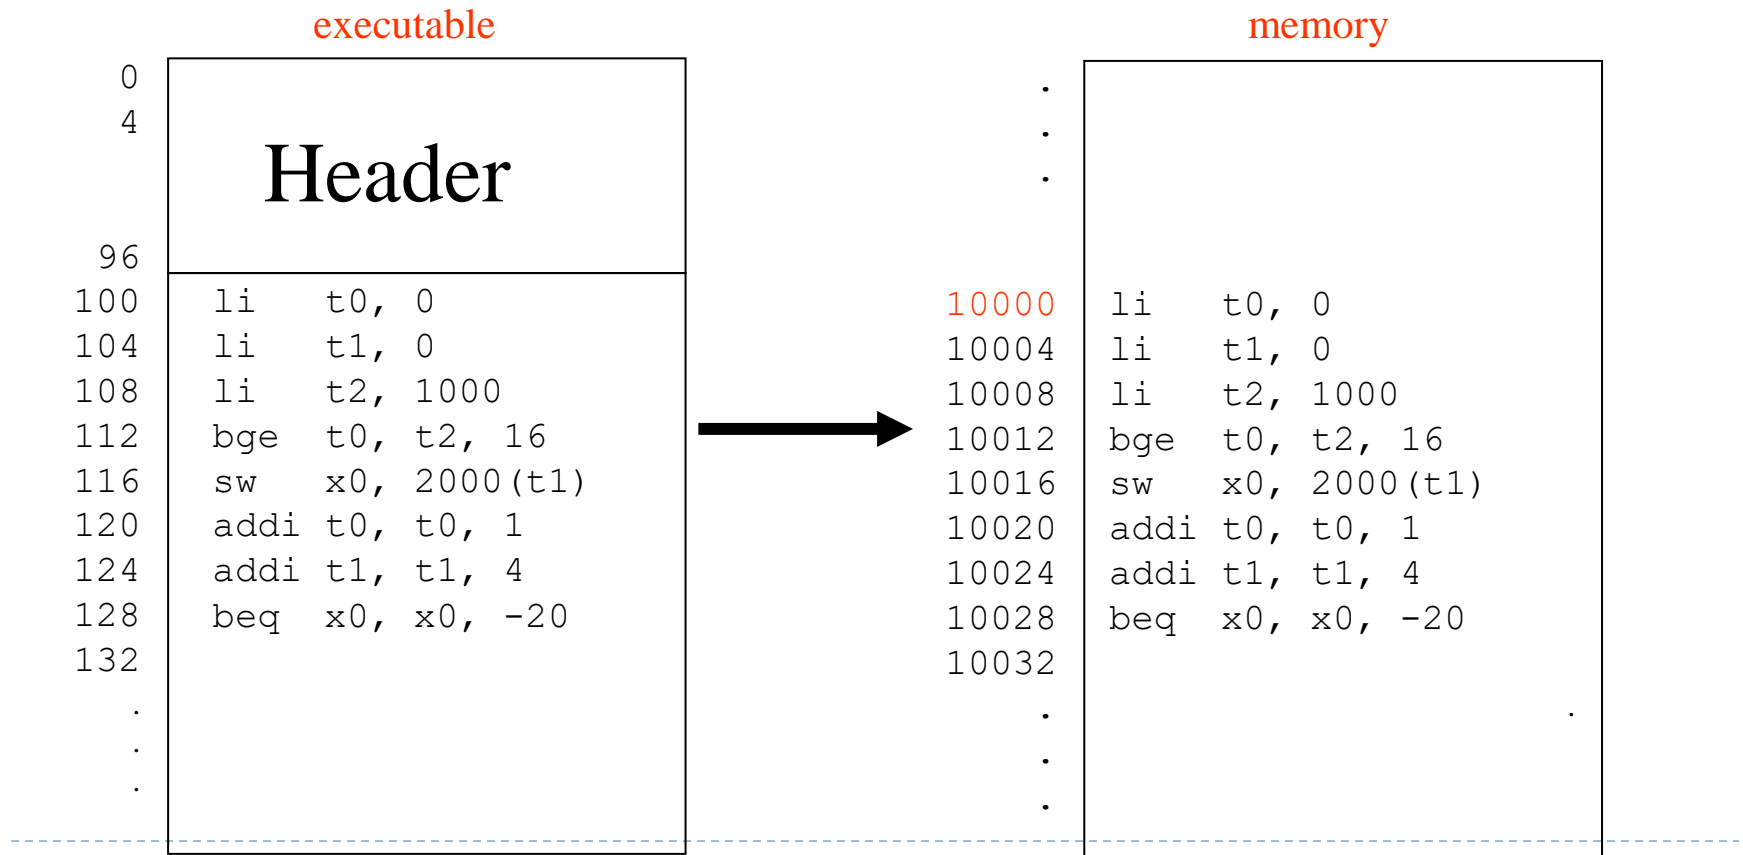 executable
0
4
Header
96
100 li t0, 0
104 li t1, 0
108 li t2, 1000
112 bge t0, t2, 16
116 sw x0, 2000(t1)
120 addi t0, t0, 1
124 addi t1, t1, 4
128 beq x0, x0, -20
132
.
.
.
memory
.
.
.
10000 li t0, 0
10004 li t1, 0
10008 li t2, 1000
10012 bge t0, t2, 16
10016 sw x0, 2000(t1)
10020 addi t0, t0, 1
10024 addi t1, t1, 4
10028 beq x0, x0, -20
10032
. .
.
.